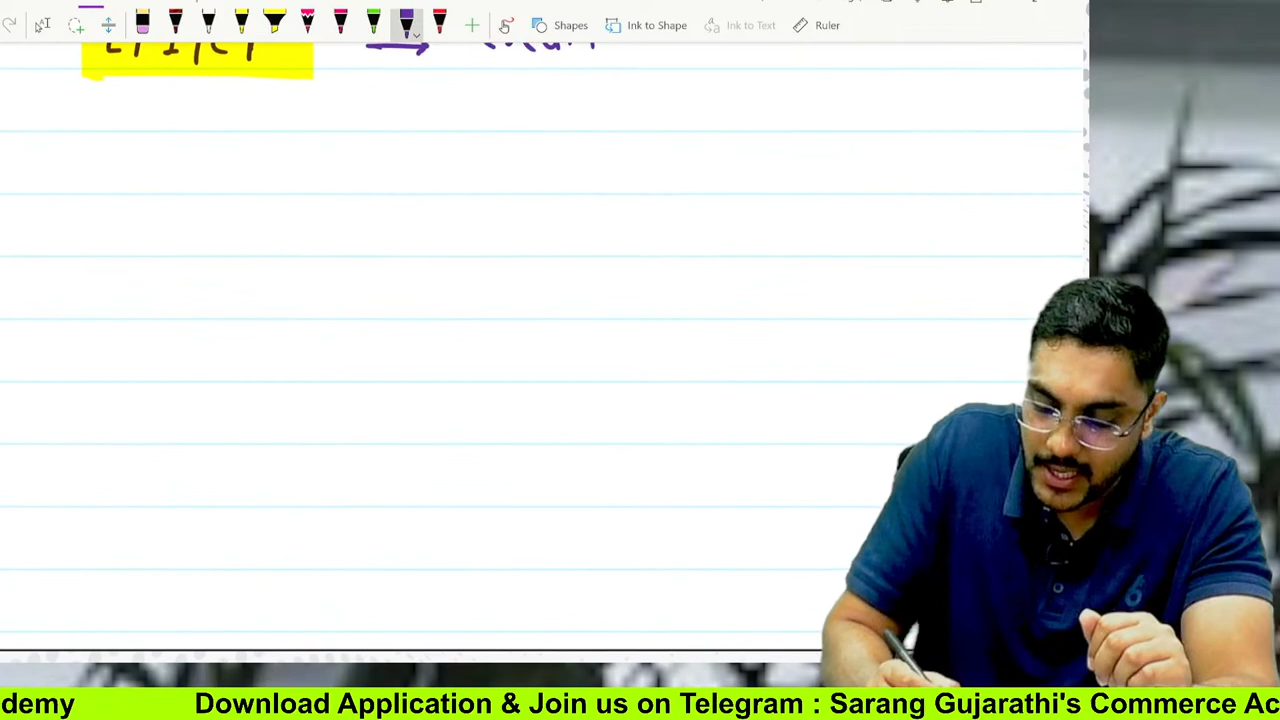 Shapes Ink to Shape Ink to Text Ruler
demy Download Application & Join us on Telegram : Sarang Gujarathi's Commerce Ac